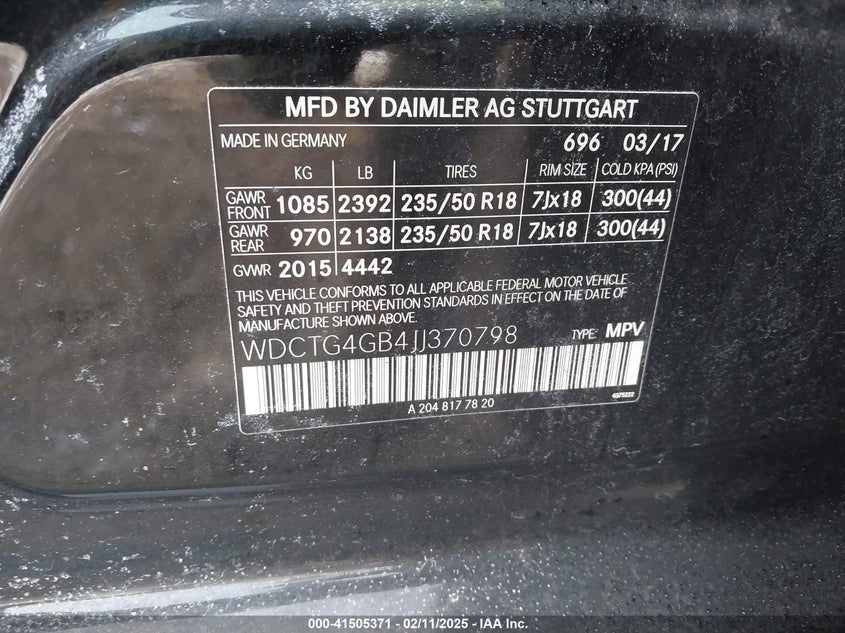 MFD BY DAIMLER AG STUTTGART
MADE IN GERMANY 696 03/17
KG LB TIRES RIM SIZE COLD KPA (PSI)
GAWR FRONT 1085 2392 235/50 R18 7Jx18 300(44)
GAWR REAR 970 2138 235/50 R18 7Jx18 300(44)
GVWR 2015 4442
THIS VEHICLE CONFORMS TO ALL APPLICABLE FEDERAL MOTOR VEHICLE
SAFETY AND THEFT PREVENTION STANDARDS IN EFFECT ON THE DATE OF
MANUFACTURE SHOWN ABOVE.
WDCTG4GB4JJ370798 TYPE: MPV
A 204 817 78 20 4375222
000-41505371 - 02/11/2025 - IAA Inc.